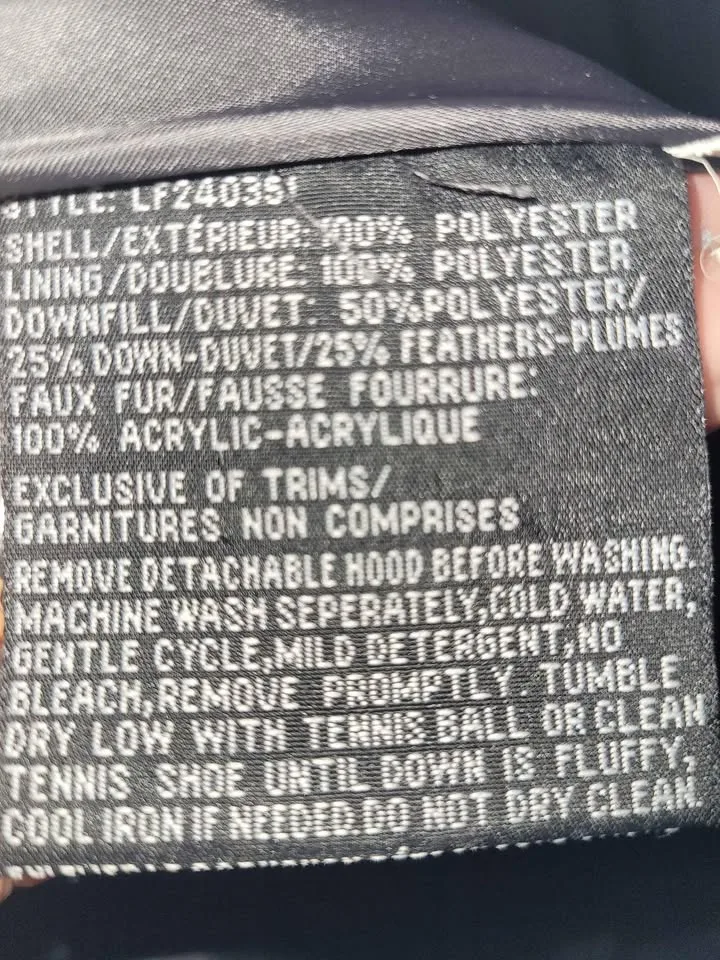 STYLE: LF240351
SHELL/EXTÉRIEUR: 100% POLYESTER
LINING/DOUBLURE: 100% POLYESTER
DOWNFILL/DUVET: 50%POLYESTER/
25% DOWN-DUVET/25% FEATHERS-PLUMES
FAUX FUR/FAUSSE FOURRURE:
100% ACRYLIC-ACRYLIQUE
EXCLUSIVE OF TRIMS/
GARNITURES NON COMPRISES
REMOVE DETACHABLE HOOD BEFORE WASHING.
MACHINE WASH SEPERATELY,COLD WATER,
GENTLE CYCLE,MILD DETERGENT,NO
BLEACH,REMOVE PROMPTLY. TUMBLE
DRY LOW WITH TENNIS BALL OR CLEAN
TENNIS SHOE UNTIL DOWN IS FLUFFY,
COOL IRON IF NEEDED.DO NOT DRY CLEAN.